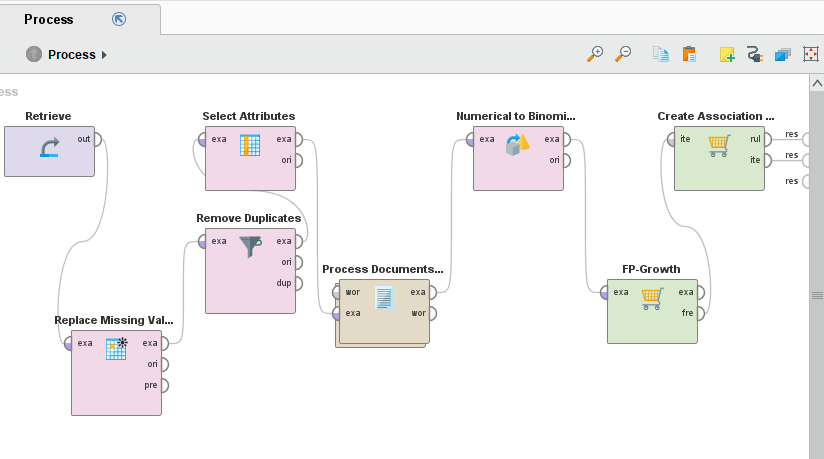 Process
Process
ess
Retrieve
out
Select Attributes
exa
exa
ori
Numerical to Binomi...
exa
exa
ori
Create Association ...
ite
rul
ite
res
res
res
Remove Duplicates
exa
exa
ori
dup
Process Documents...
wor
exa
exa
wor
FP-Growth
exa
exa
fre
Replace Missing Val...
exa
exa
ori
pre